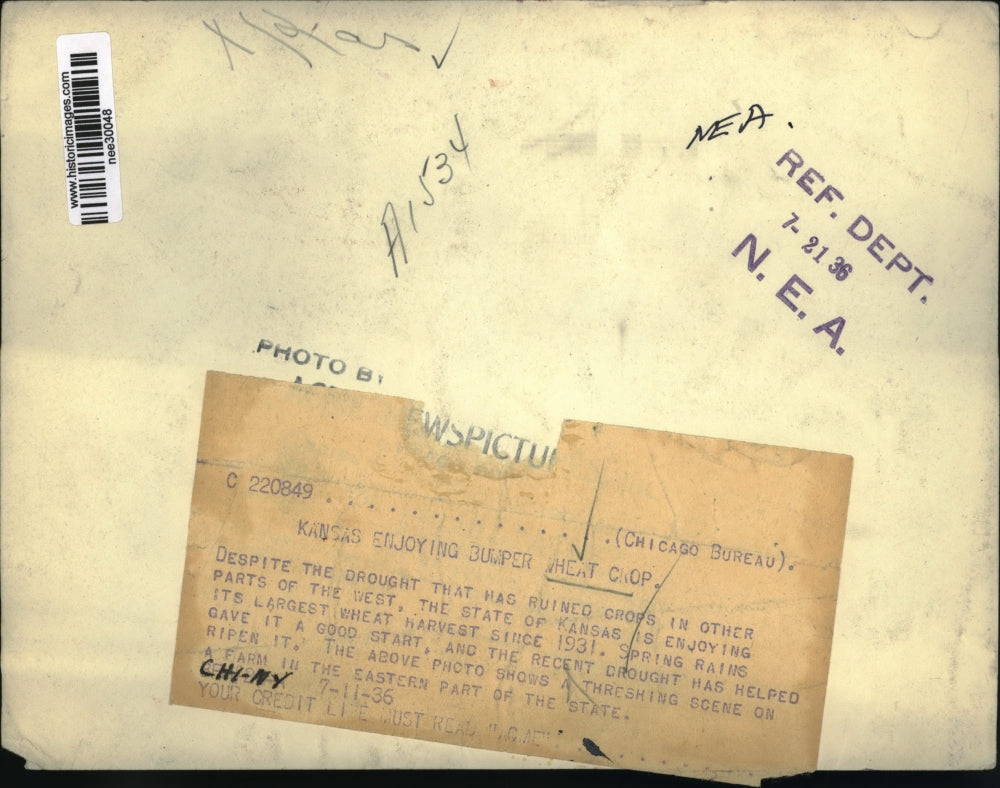 x Kas
www.historicimages.com
nee30048
A1534
NEA.
REF. DEPT.
7-2136
N. E. A.
PHOTO BY
WSPICTU
C 220849 . . . . . . . . . . . . . . .(CHICAGO BUREAU).
KANSAS ENJOYING BUMPER WHEAT CROP.
DESPITE THE DROUGHT THAT HAS RUINED CROPS IN OTHER
PARTS OF THE WEST, THE STATE OF KANSAS IS ENJOYING
ITS LARGEST WHEAT HARVEST SINCE 1931. SPRING RAINS
GAVE IT A GOOD START, AND THE RECENT DROUGHT HAS HELPED
RIPEN IT. THE ABOVE PHOTO SHOWS A THRESHING SCENE ON
A FARM IN THE EASTERN PART OF THE STATE.
CHI-NY 7-11-36
YOUR CREDIT LINE MUST READ "ACME"